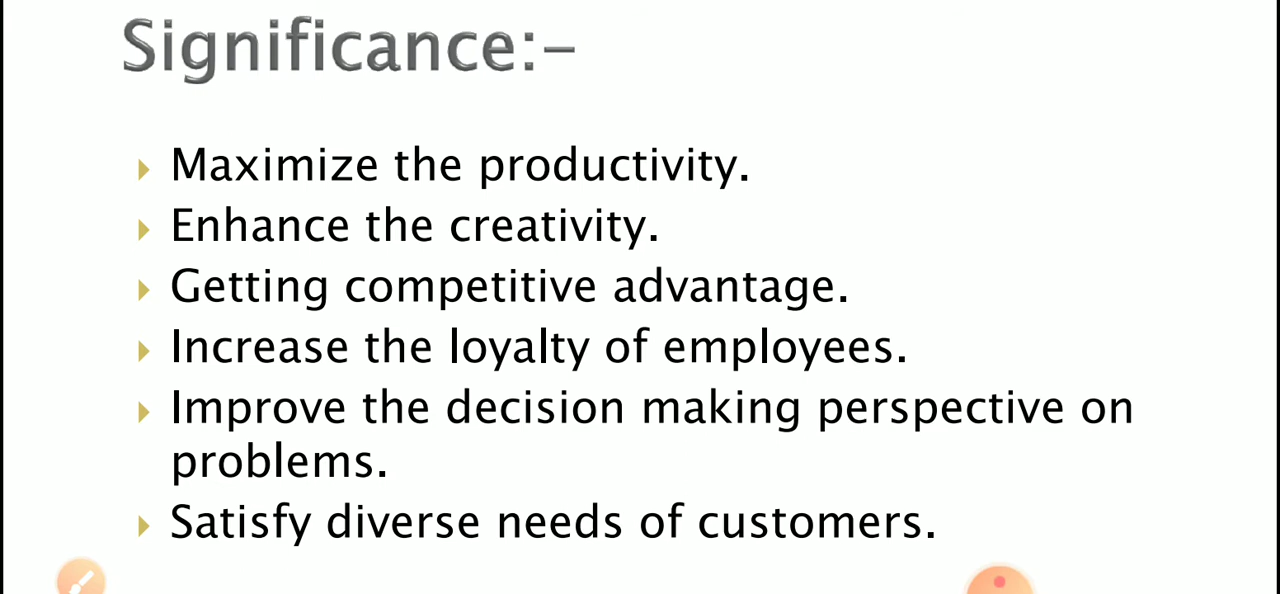 Significance:-
Maximize the productivity.
Enhance the creativity.
Getting competitive advantage.
Increase the loyalty of employees.
Improve the decision making perspective on
problems.
Satisfy diverse needs of customers.